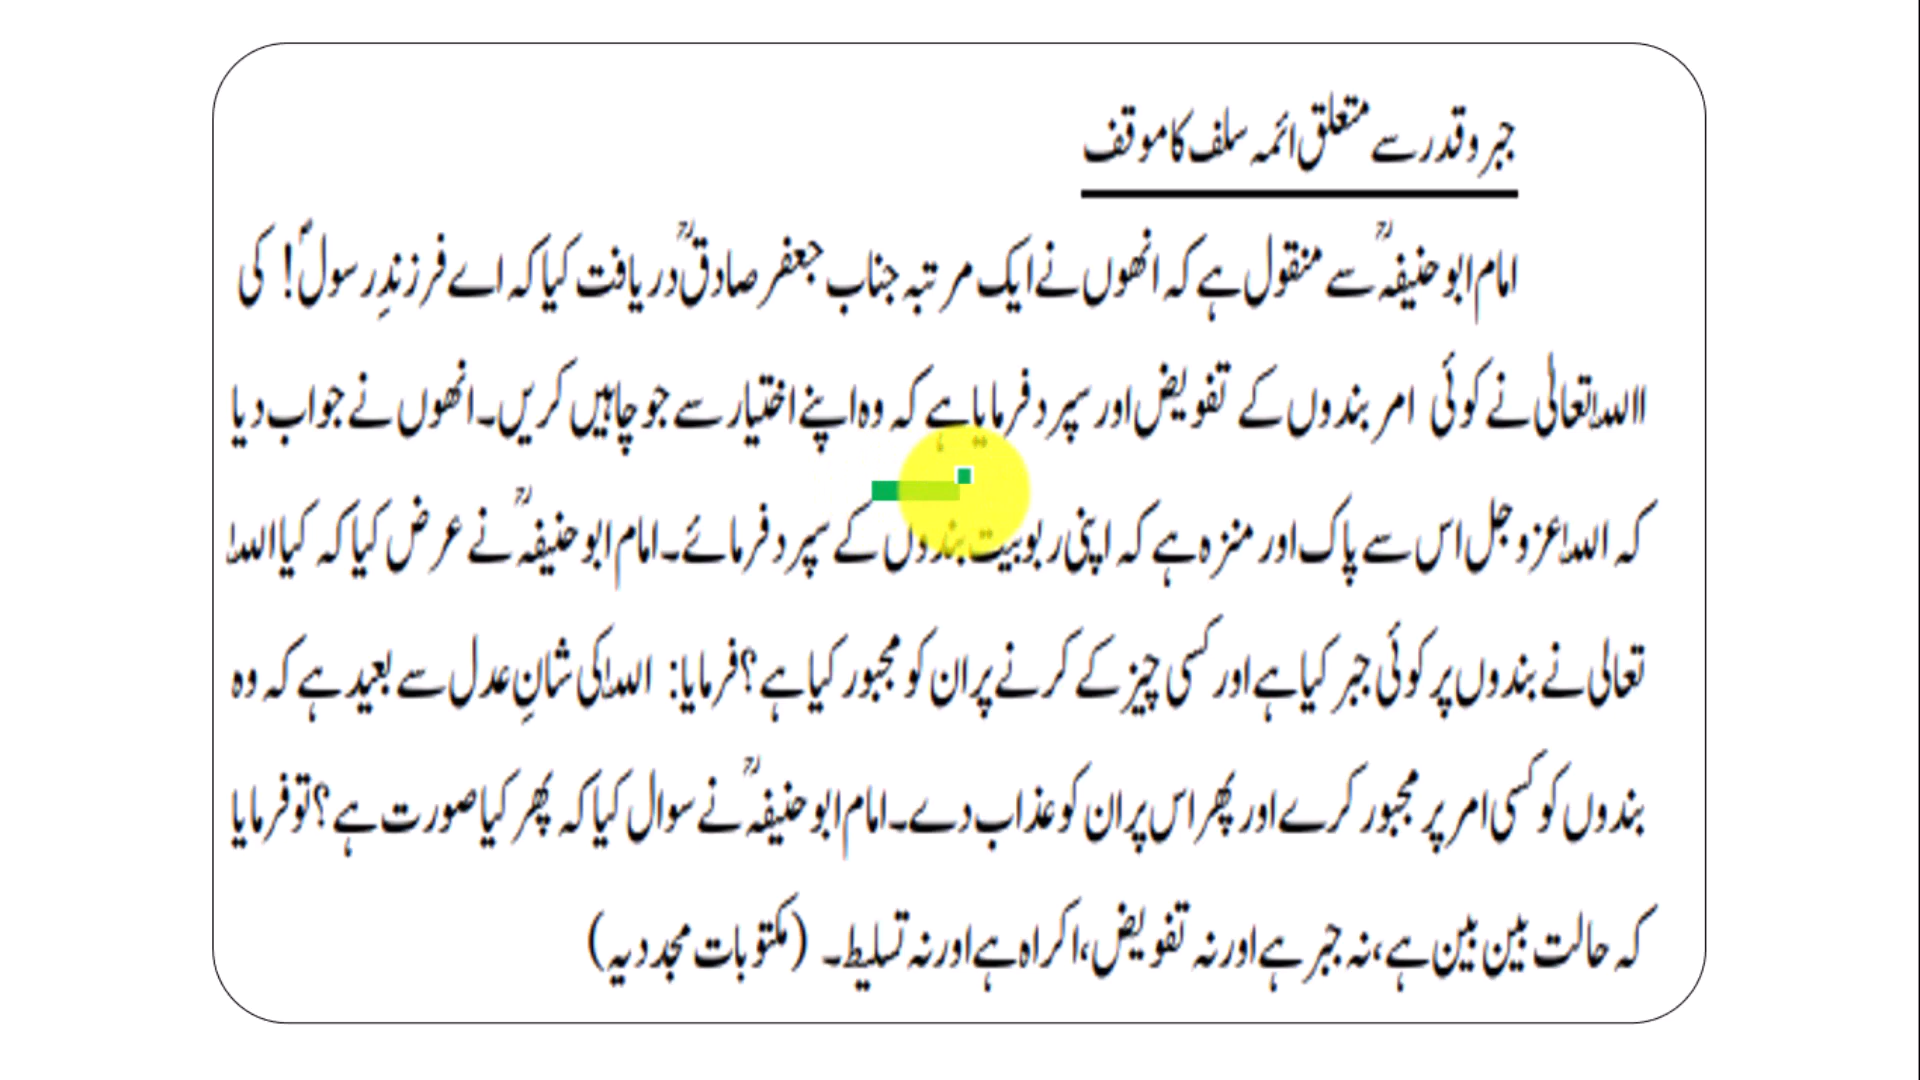 جبر و قدر سے متعلق ائمہ سلف کا موقف
امام ابو حنیفہؒ سے منقول ہے کہ انھوں نے ایک مرتبہ جناب جعفر صادقؒ دریافت کیا کہ اے فرزندِ رسولؐ! کی
االلہ تعالیٰ نے کوئی امر بندوں کے تفویض اور سپرد فرمایا ہے کہ وہ اپنے اختیار سے جو چاہیں کریں۔ انھوں نے جواب دیا
کہ اللہ عزوجل اس سے پاک اور منزہ ہے کہ اپنی ربوبیت بندوں کے سپرد فرمائے۔ امام ابو حنیفہؒ نے عرض کیا کہ کیا اللہ
تعالی نے بندوں پر کوئی جبر کیا ہے اور کسی چیز کے کرنے پر ان کو مجبور کیا ہے؟ فرمایا: اللہ کی شانِ عدل سے بعید ہے کہ وہ
بندوں کو کسی امر پر مجبور کرے اور پھر اس پر ان کو عذاب دے۔ امام ابو حنیفہؒ نے سوال کیا کہ پھر کیا صورت ہے؟ تو فرمایا
کہ حالت بین بین ہے، نہ جبر ہے اور نہ تفویض، اکراہ ہے اور نہ تسلیط۔ (مکتوبات مجددیہ)